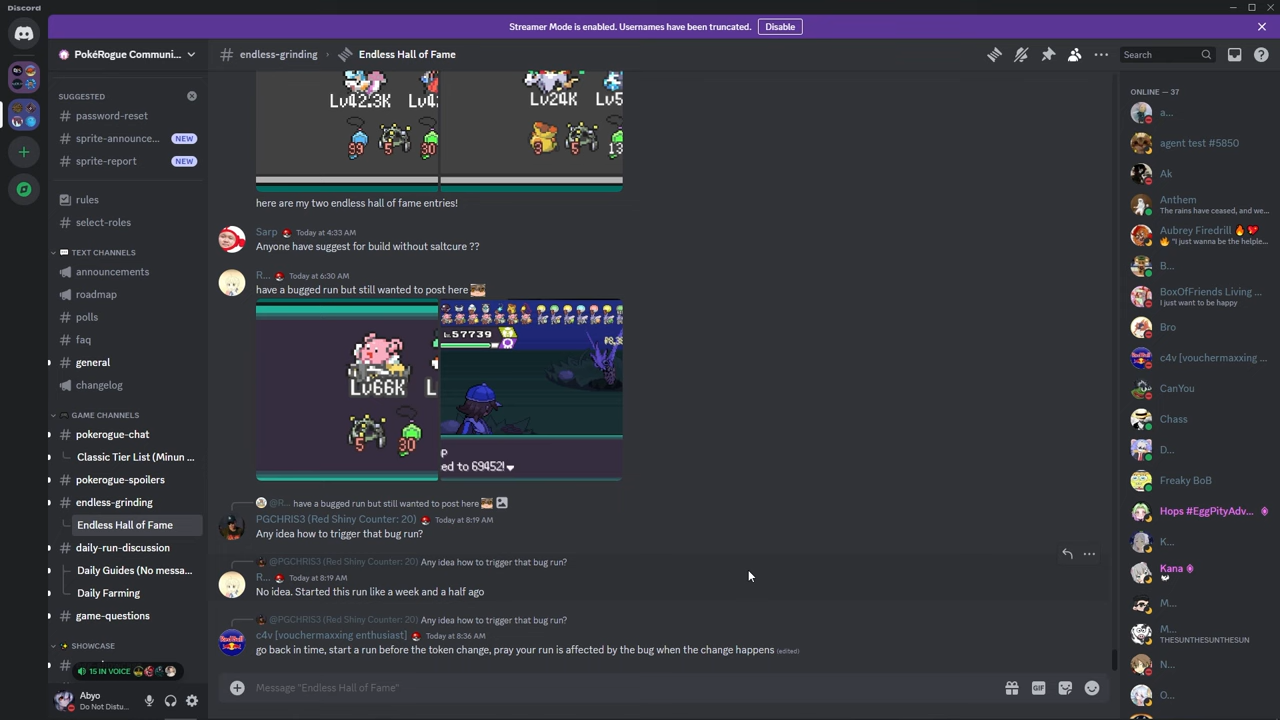 Discord
Streamer Mode is enabled. Usernames have been truncated.
Disable
PokéRogue Communi...
endless-grinding
Endless Hall of Fame
Search
SUGGESTED
password-reset
sprite-announce...
NEW
sprite-report
NEW
rules
select-roles
TEXT CHANNELS
announcements
roadmap
polls
faq
general
changelog
GAME CHANNELS
pokerogue-chat
Classic Tier List (Minun ...
pokerogue-spoilers
endless-grinding
Endless Hall of Fame
daily-run-discussion
Daily Guides (No messa...
Daily Farming
game-questions
SHOWCASE
15 IN VOICE
Abyo
Do Not Distu...
Lv42.3K
Lv24K
99
5
30
3
5
here are my two endless hall of fame entries!
Sarp Today at 4:33 AM
Anyone have suggest for build without saltcure ??
R... Today at 6:30 AM
have a bugged run but still wanted to post here
Lv66K
5
30
57739
ed to 69452!
@R... have a bugged run but still wanted to post here
PGCHRIS3 (Red Shiny Counter: 20) Today at 8:19 AM
Any idea how to trigger that bug run?
@PGCHRIS3 (Red Shiny Counter: 20) Any idea how to trigger that bug run?
R... Today at 8:19 AM
No idea. Started this run like a week and a half ago
@PGCHRIS3 (Red Shiny Counter: 20) Any idea how to trigger that bug run?
c4v [vouchermaxxing enthusiast] Today at 8:36 AM
go back in time, start a run before the token change, pray your run is affected by the bug when the change happens (edited)
Message "Endless Hall of Fame"
GIF
ONLINE — 37
a...
agent test #5850
Ak
Anthem
The rains have ceased, and we...
Aubrey Firedrill
"I just wanna be the helpe...
B...
BoxOfFriends Living ...
I just want to be happy
Bro
c4v [vouchermaxxing ...
CanYou
Chass
D...
Freaky BoB
Hops #EggPityAdv...
K...
Kana
M...
M...
THESUNTHESUNTHESUN
N...
O...